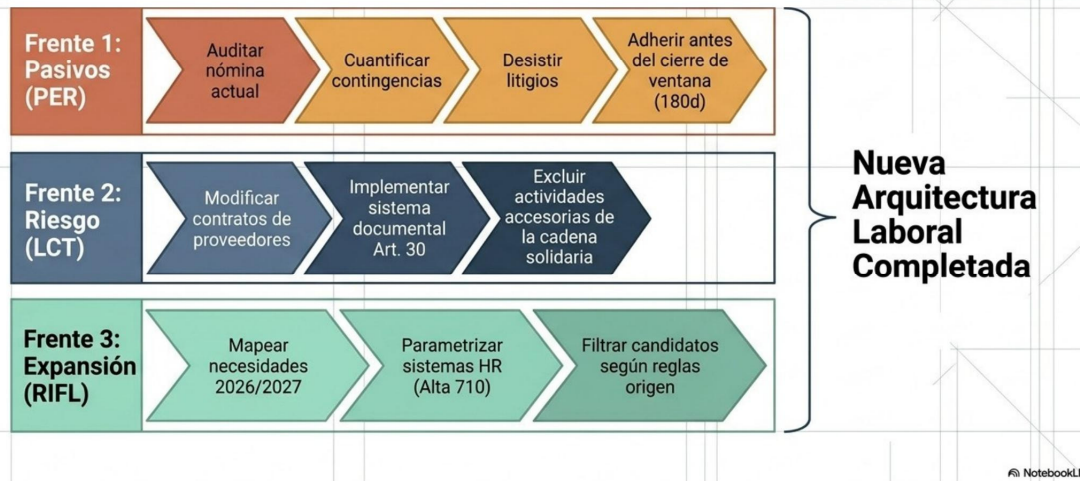 Frente 1:
Pasivos
(PER)
Auditar
nómina
actual
Cuantificar
contingencias
Desistir
litigios
Adherir antes
del cierre de
ventana
(180d)
Frente 2:
Riesgo
(LCT)
Modificar
contratos de
proveedores
Implementar
sistema
documental
Art. 30
Excluir
actividades
accesorias de
la cadena
solidaria
Frente 3:
Expansión
(RIFL)
Mapear
necesidades
2026/2027
Parametrizar
sistemas HR
(Alta 710)
Filtrar candidatos
según reglas
origen
Nueva
Arquitectura
Laboral
Completada